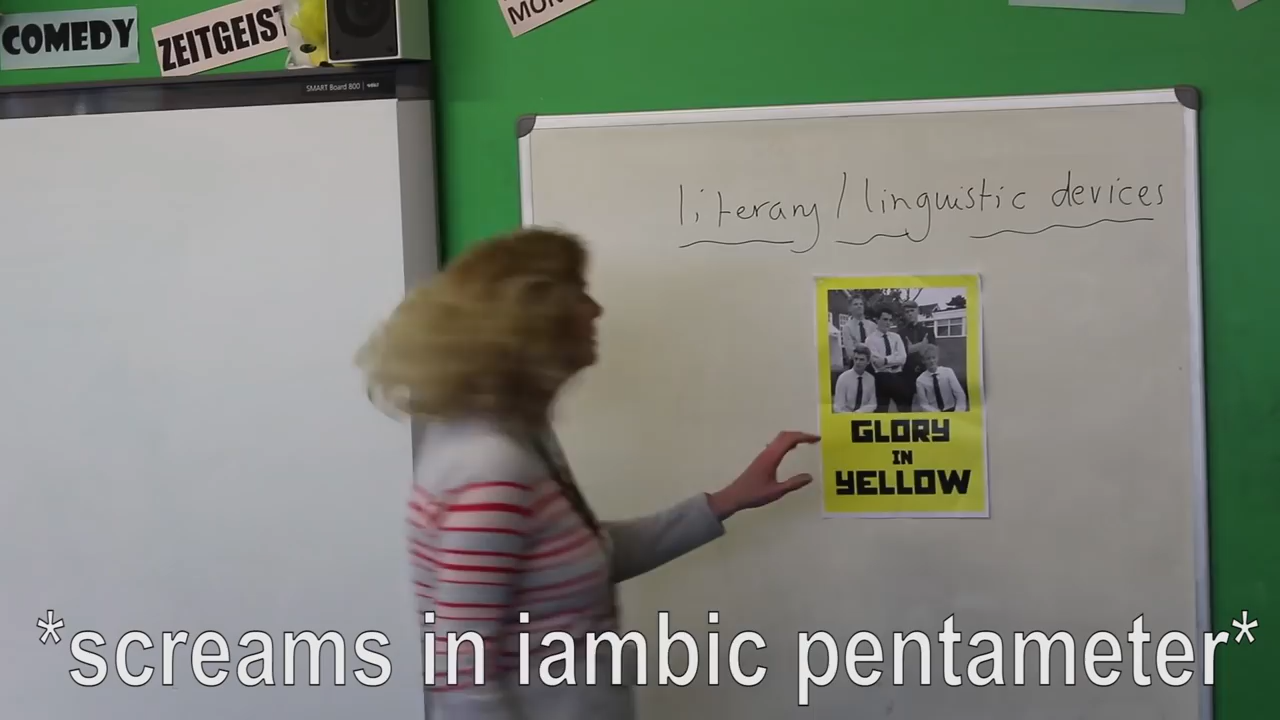 COMEDY
ZEITGEIST
SMART Board 800
literary/linguistic devices
GLORY
IN
YELLOW
*screams in iambic pentameter*